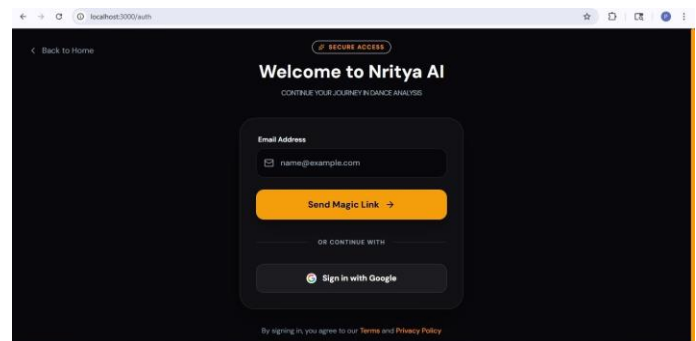 localhost:3000/auth
Back to Home
SECURE ACCESS
Welcome to Nritya AI
CONTINUE YOUR JOURNEY IN DANCE ANALYSIS
Email Address
name@example.com
Send Magic Link →
OR CONTINUE WITH
Sign in with Google
By signing in, you agree to our Terms and Privacy Policy